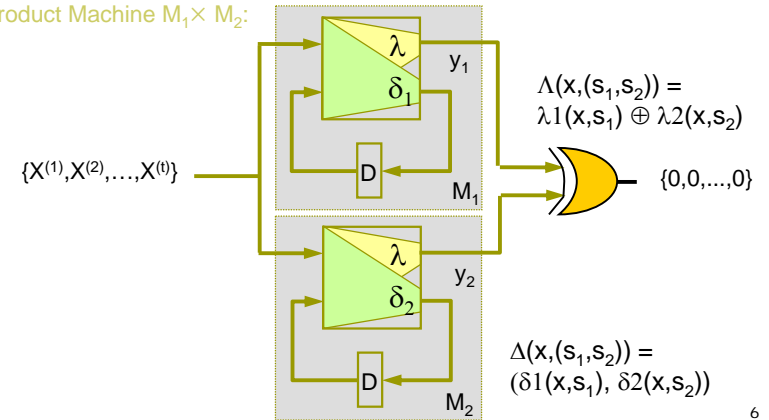 roduct Machine M₁× M₂:
λ
y₁
δ₁
D
M₁
{X⁽¹⁾,X⁽²⁾,…,X⁽ᵗ⁾}
Λ(x,(s₁,s₂)) =
λ1(x,s₁) ⊕ λ2(x,s₂)
{0,0,...,0}
λ
y₂
δ₂
D
M₂
Δ(x,(s₁,s₂)) =
(δ1(x,s₁), δ2(x,s₂))
6